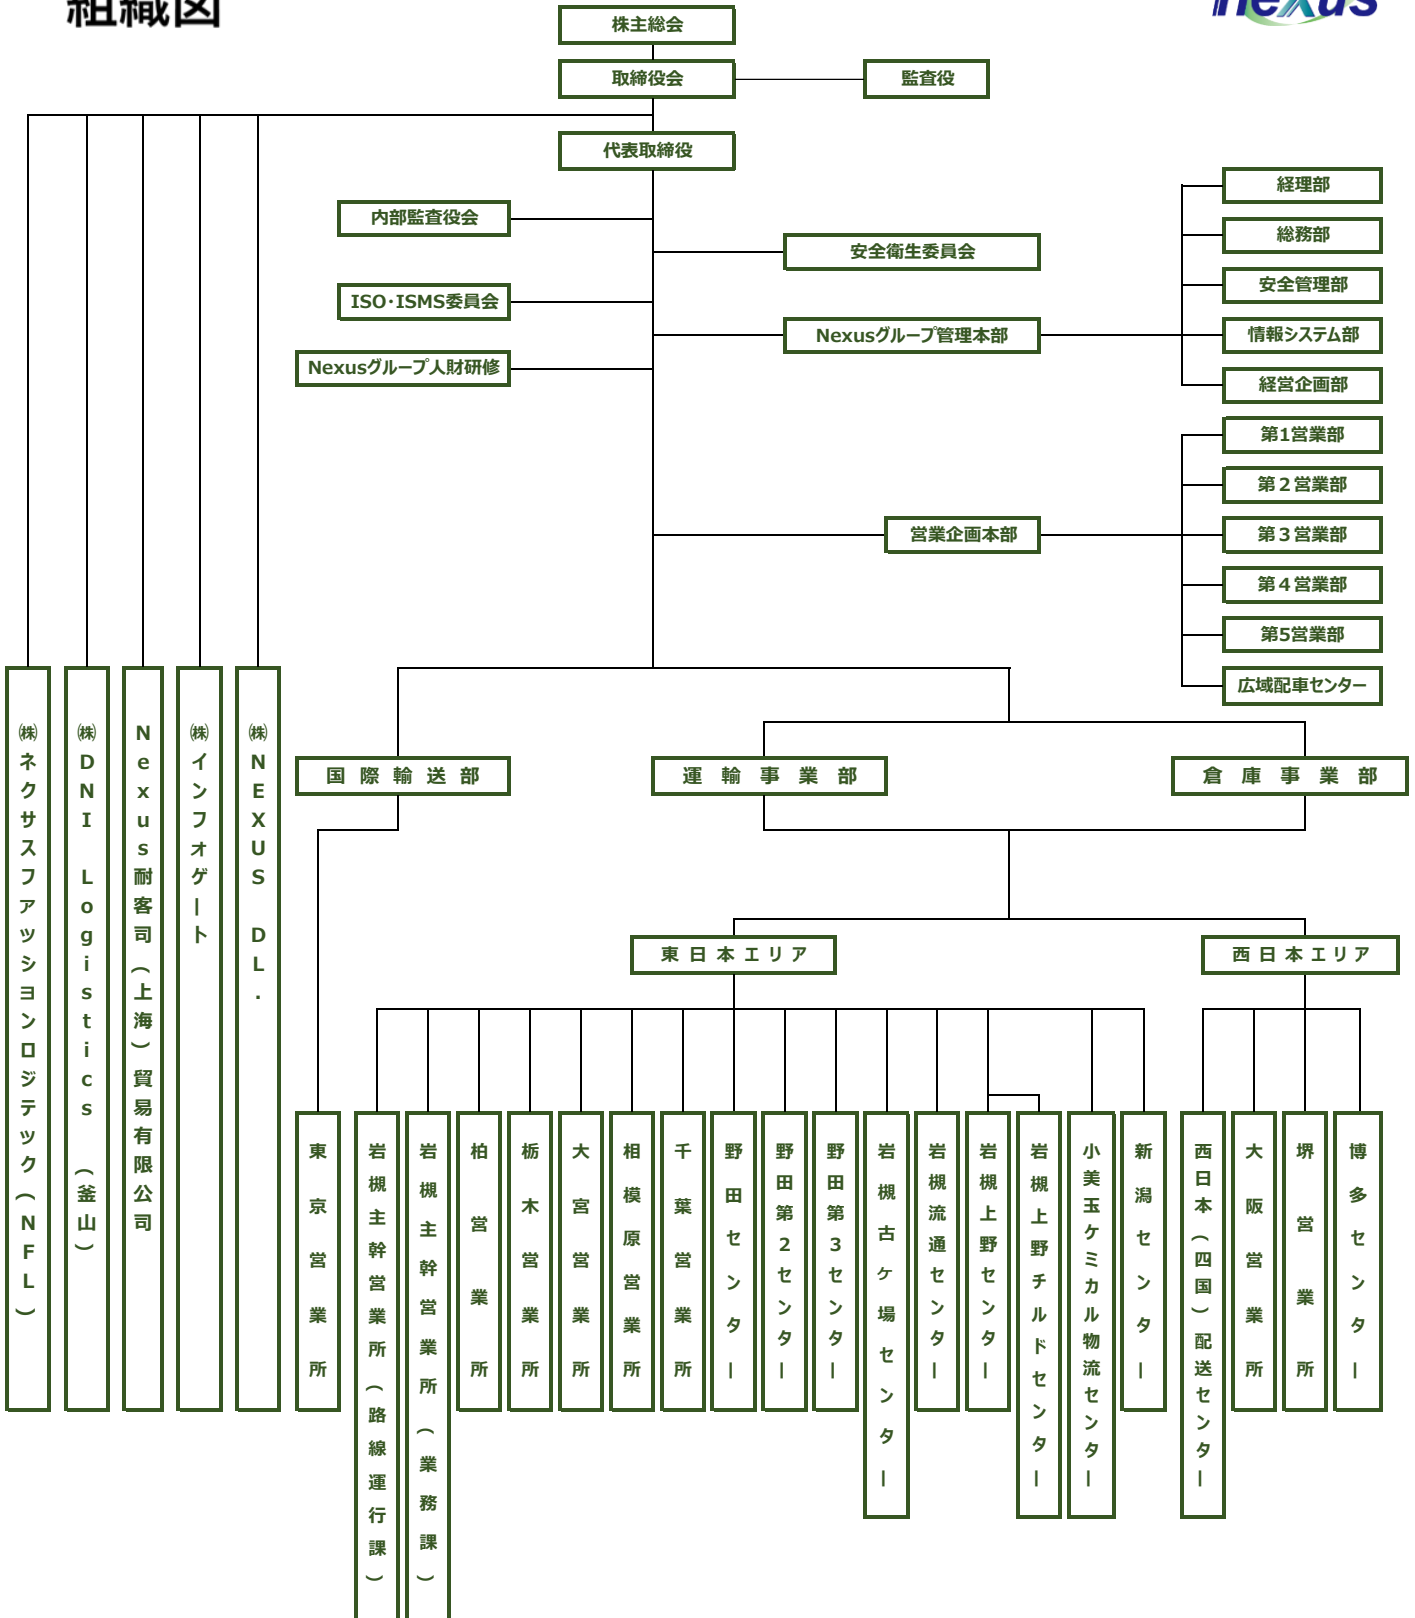 組織図
nexus
株主総会
取締役会
監査役
代表取締役
経理部
内部監査役会
総務部
安全衛生委員会
安全管理部
ISO・ISMS委員会
Nexusグループ管理本部
情報システム部
Nexusグループ人財研修
経営企画部
第1営業部
第2営業部
営業企画本部
第3営業部
第4営業部
第5営業部
広域配車センター
㈱ネクサスファッションロジテック(NFL)
㈱DNI Logistics (釜山)
Nexus耐客司(上海)貿易有限公司
㈱インフォゲート
㈱NEXUS DL.
国際輸送部
運輸事業部
倉庫事業部
東日本エリア
西日本エリア
東京営業所
岩槻主幹営業所(路線運行課)
岩槻主幹営業所(業務課)
柏営業所
栃木営業所
大宮営業所
相模原営業所
千葉営業所
野田センター
野田第2センター
野田第3センター
岩槻古ケ場センター
岩槻流通センター
岩槻上野センター
岩槻上野チルドセンター
小美玉ケミカル物流センター
新潟センター
西日本(四国)配送センター
大阪営業所
堺営業所
博多センター